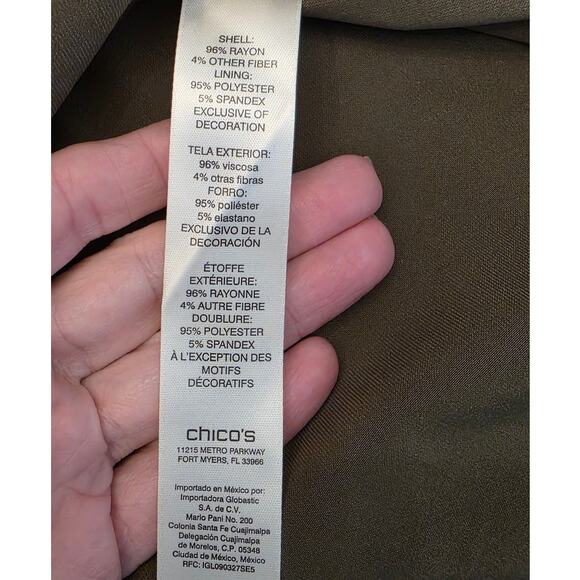 SHELL:
96% RAYON
4% OTHER FIBER
LINING:
95% POLYESTER
5% SPANDEX
EXCLUSIVE OF
DECORATION
TELA EXTERIOR:
96% viscosa
4% otras fibras
FORRO:
95% poliéster
5% elastano
EXCLUSIVO DE LA
DECORACIÓN
ÉTOFFE
EXTÉRIEURE:
96% RAYONNE
4% AUTRE FIBRE
DOUBLURE:
95% POLYESTER
5% SPANDEX
À L'EXCEPTION DES
MOTIFS
DÉCORATIFS
chico's
11215 METRO PARKWAY
FORT MYERS, FL 33966
Importado en México por:
Importadora Globastic
S.A. de C.V.
Mario Pani No. 200
Colonia Santa Fe Cuajimalpa
Delegación Cuajimalpa
de Morelos, C.P. 05348
Ciudad de México, México
RFC: IGL090327SE5